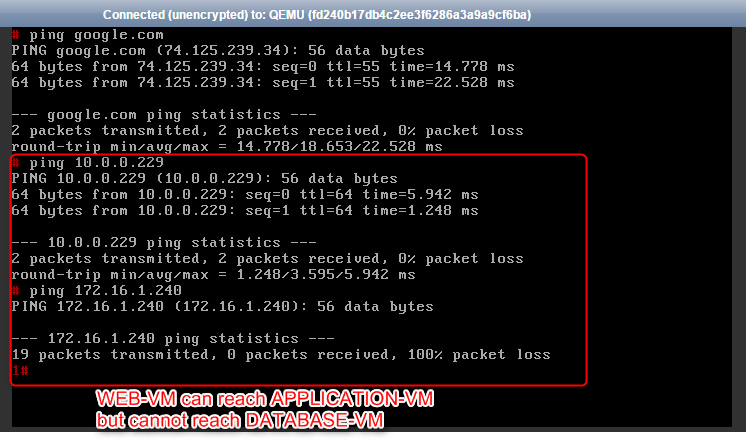 Connected (unencrypted) to: QEMU (fd240b17db4c2ee3f6286a3a9a9cf6ba)
# ping google.com
PING google.com (74.125.239.34): 56 data bytes
64 bytes from 74.125.239.34: seq=0 ttl=55 time=14.778 ms
64 bytes from 74.125.239.34: seq=1 ttl=55 time=22.528 ms
--- google.com ping statistics ---
2 packets transmitted, 2 packets received, 0% packet loss
round-trip min/avg/max = 14.778/18.653/22.528 ms
# ping 10.0.0.229
PING 10.0.0.229 (10.0.0.229): 56 data bytes
64 bytes from 10.0.0.229: seq=0 ttl=64 time=5.942 ms
64 bytes from 10.0.0.229: seq=1 ttl=64 time=1.248 ms
--- 10.0.0.229 ping statistics ---
2 packets transmitted, 2 packets received, 0% packet loss
round-trip min/avg/max = 1.248/3.595/5.942 ms
# ping 172.16.1.240
PING 172.16.1.240 (172.16.1.240): 56 data bytes
--- 172.16.1.240 ping statistics ---
19 packets transmitted, 0 packets received, 100% packet loss
1#
WEB-VM can reach APPLICATION-VM
but cannot reach DATABASE-VM